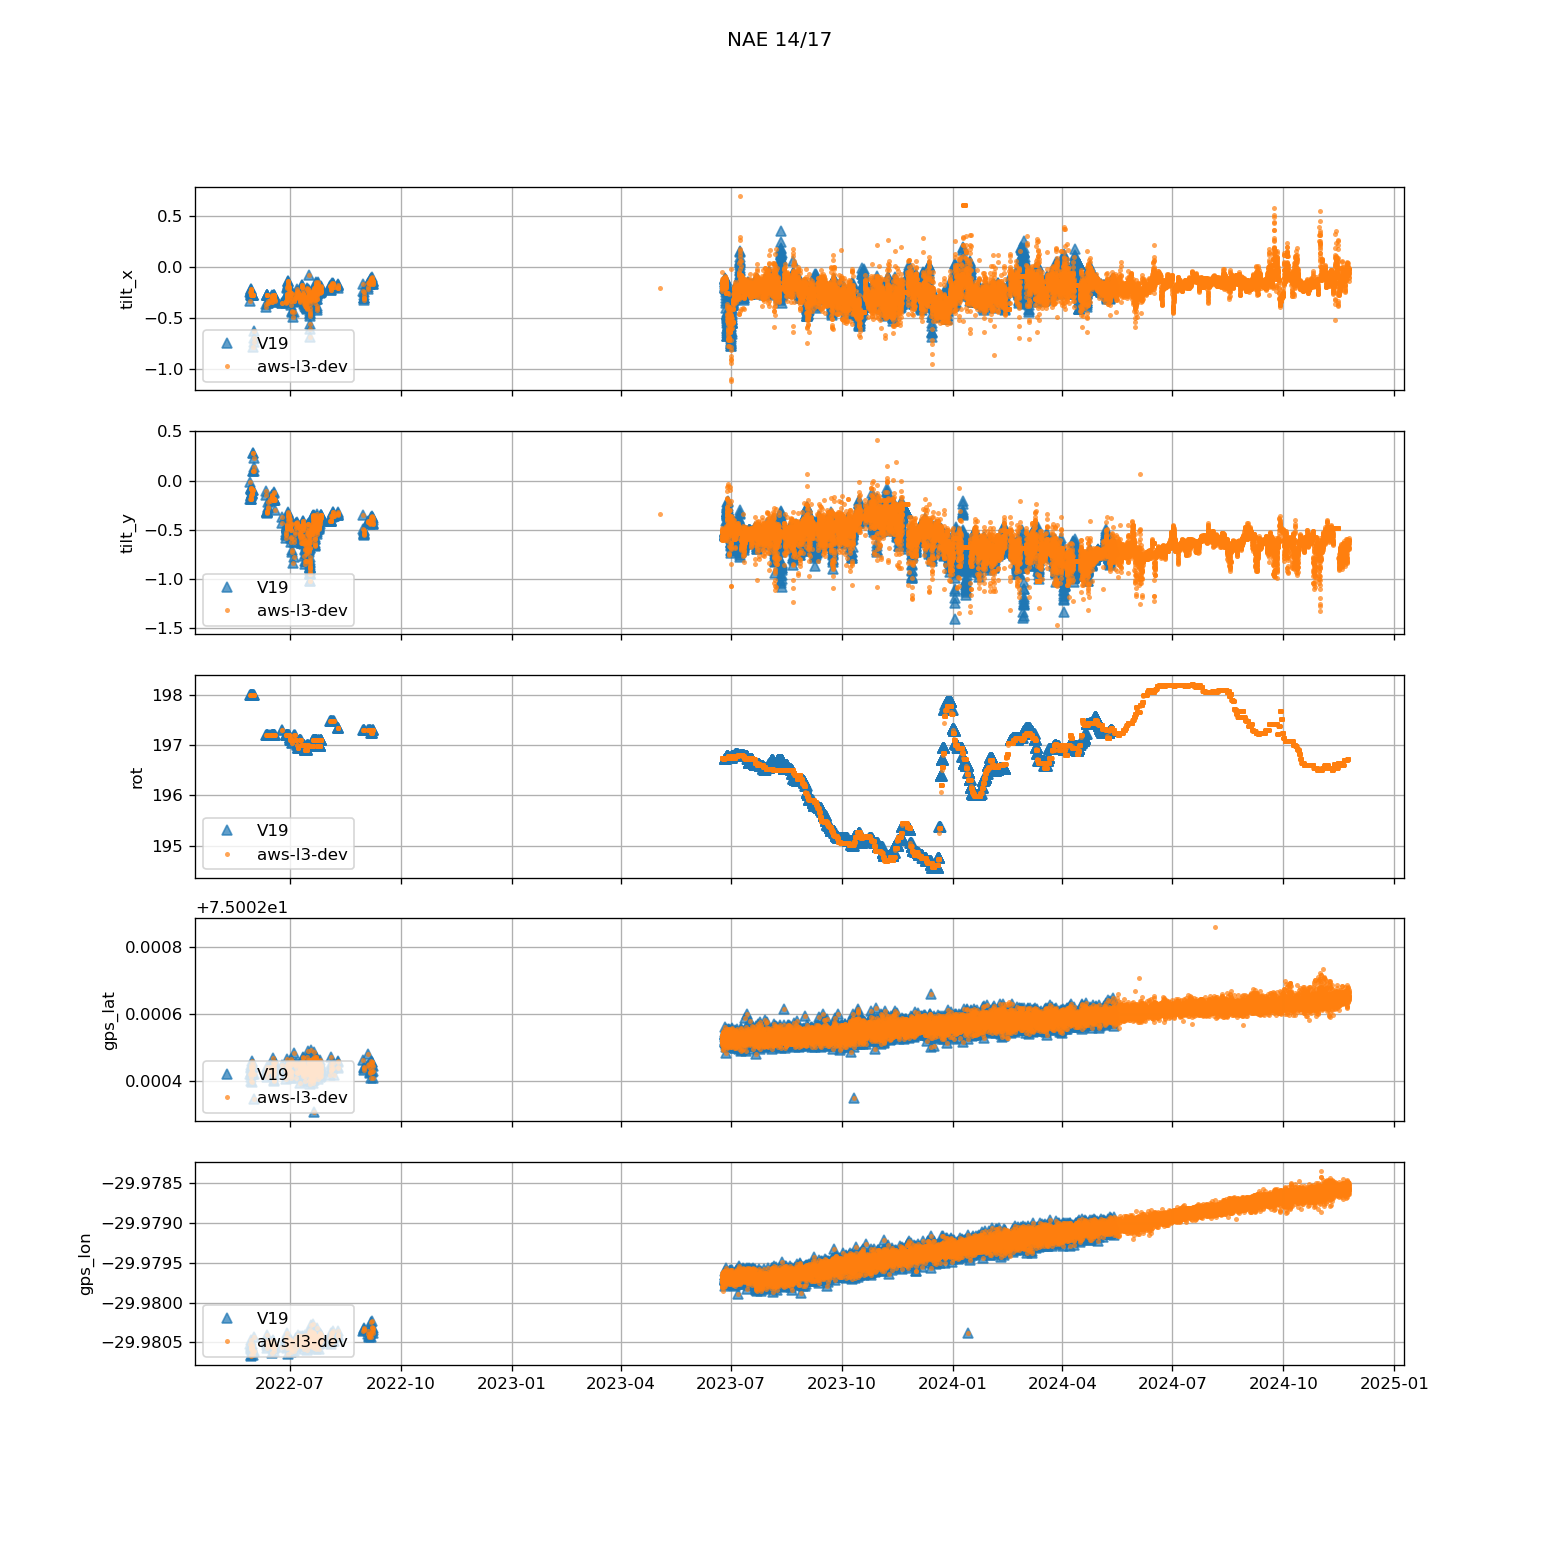 NAE 14/17
0.5
0.0
−0.5
−1.0
tilt_x
V19
aws-l3-dev
0.5
0.0
−0.5
−1.0
−1.5
tilt_y
V19
aws-l3-dev
198
197
196
195
rot
V19
aws-l3-dev
+7.5002e1
0.0008
0.0006
0.0004
gps_lat
V19
aws-l3-dev
−29.9785
−29.9790
−29.9795
−29.9800
−29.9805
gps_lon
V19
aws-l3-dev
2022-07 2022-10 2023-01 2023-04 2023-07 2023-10 2024-01 2024-04 2024-07 2024-10 2025-01